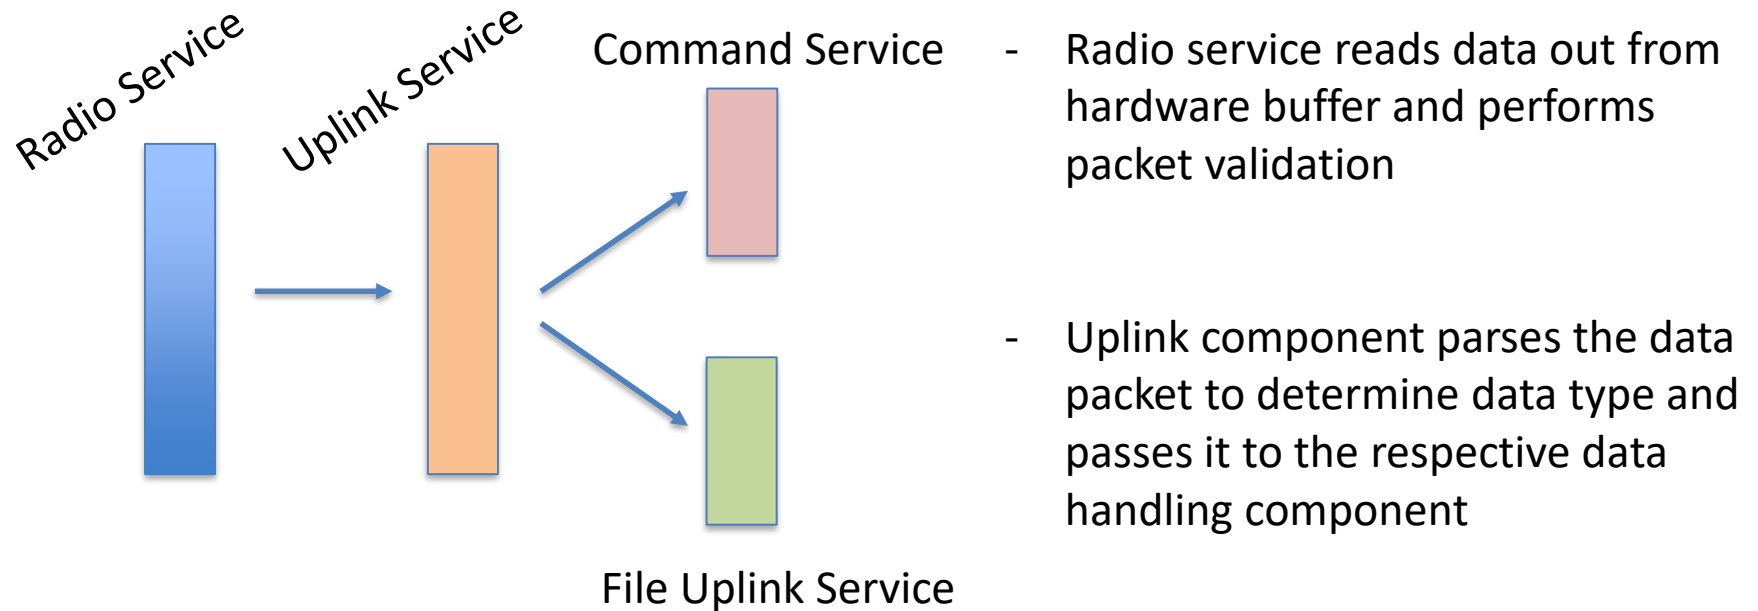 Radio Service
Uplink Service
Command Service
File Uplink Service
- Radio service reads data out from
hardware buffer and performs
packet validation
- Uplink component parses the data
packet to determine data type and
passes it to the respective data
handling component